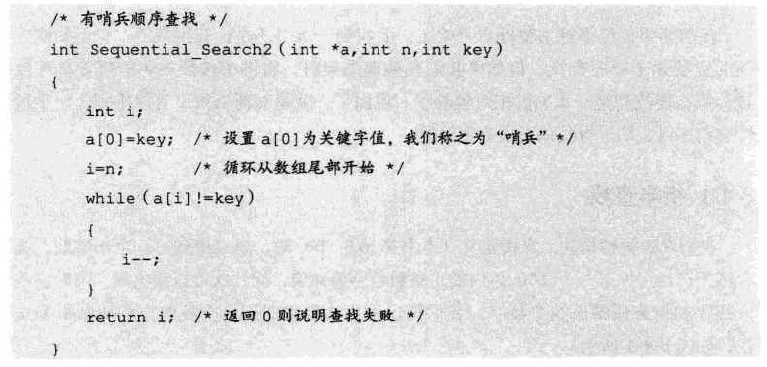 /* 有哨兵顺序查找 */
int Sequential_Search2(int *a,int n,int key)
{
int i;
a[0]=key; /* 设置a[0]为关键字值，我们称之为“哨兵”*/
i=n; /* 循环从数组尾部开始 */
while(a[i]!=key)
{
i--;
}
return i; /* 返回0则说明查找失败 */
}